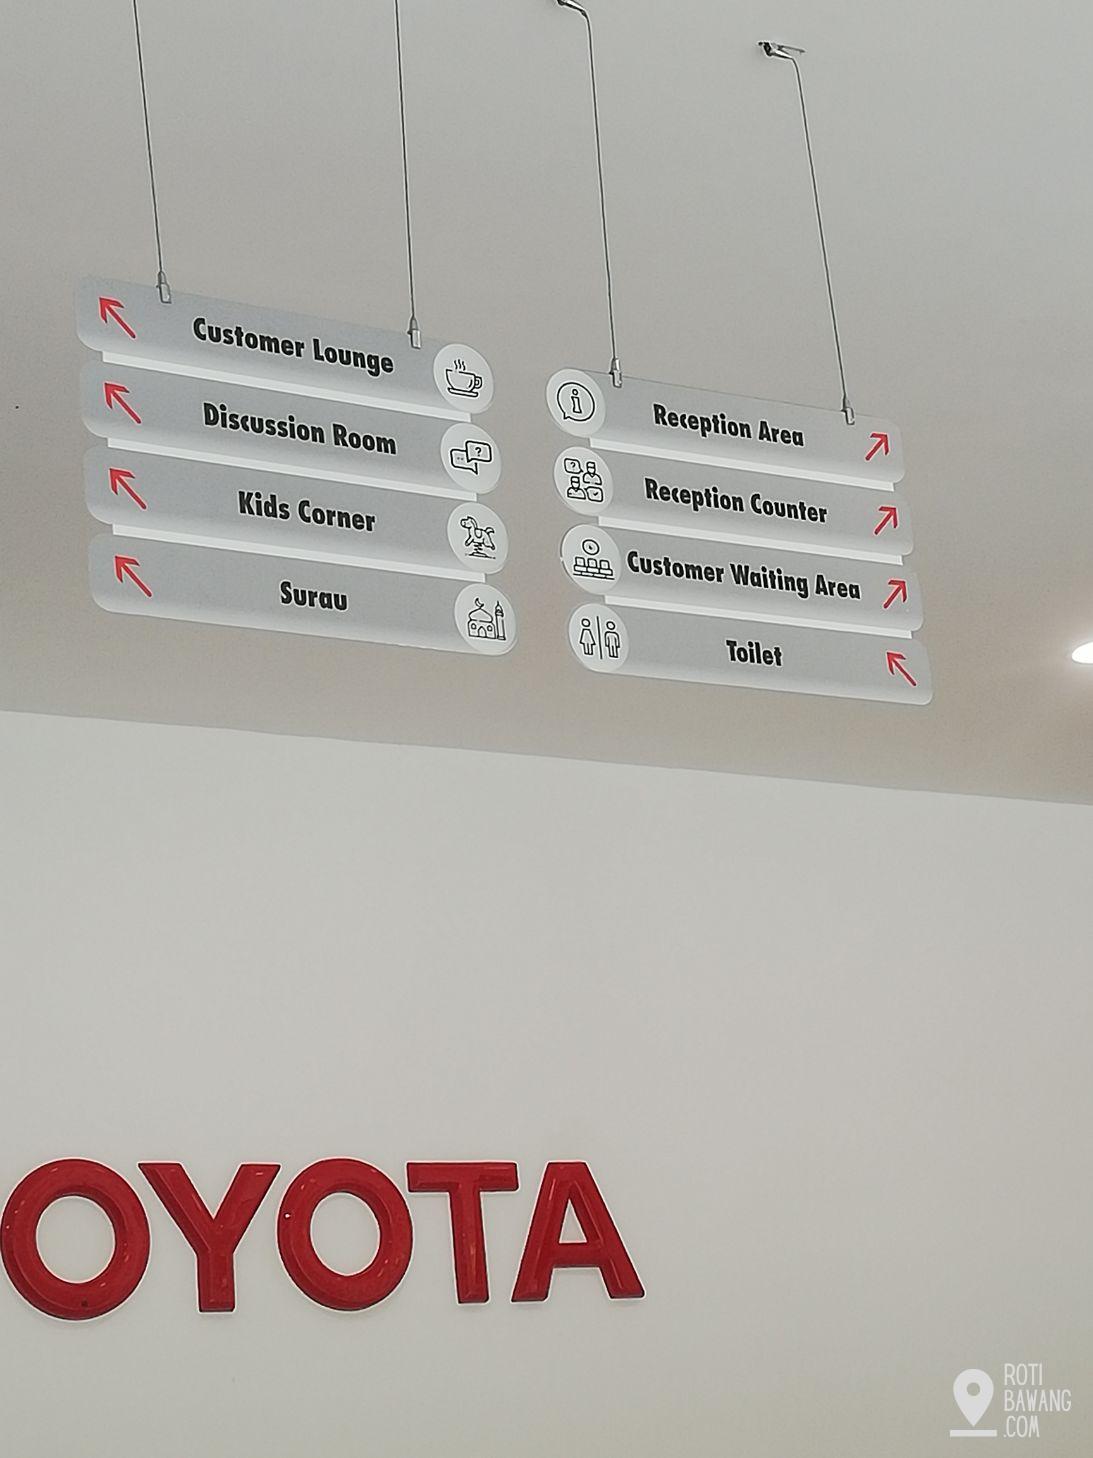 Customer Lounge
Discussion Room
Kids Corner
Surau
Reception Area
Reception Counter
Customer Waiting Area
Toilet
OYOTA
ROTI
BAWANG
.COM